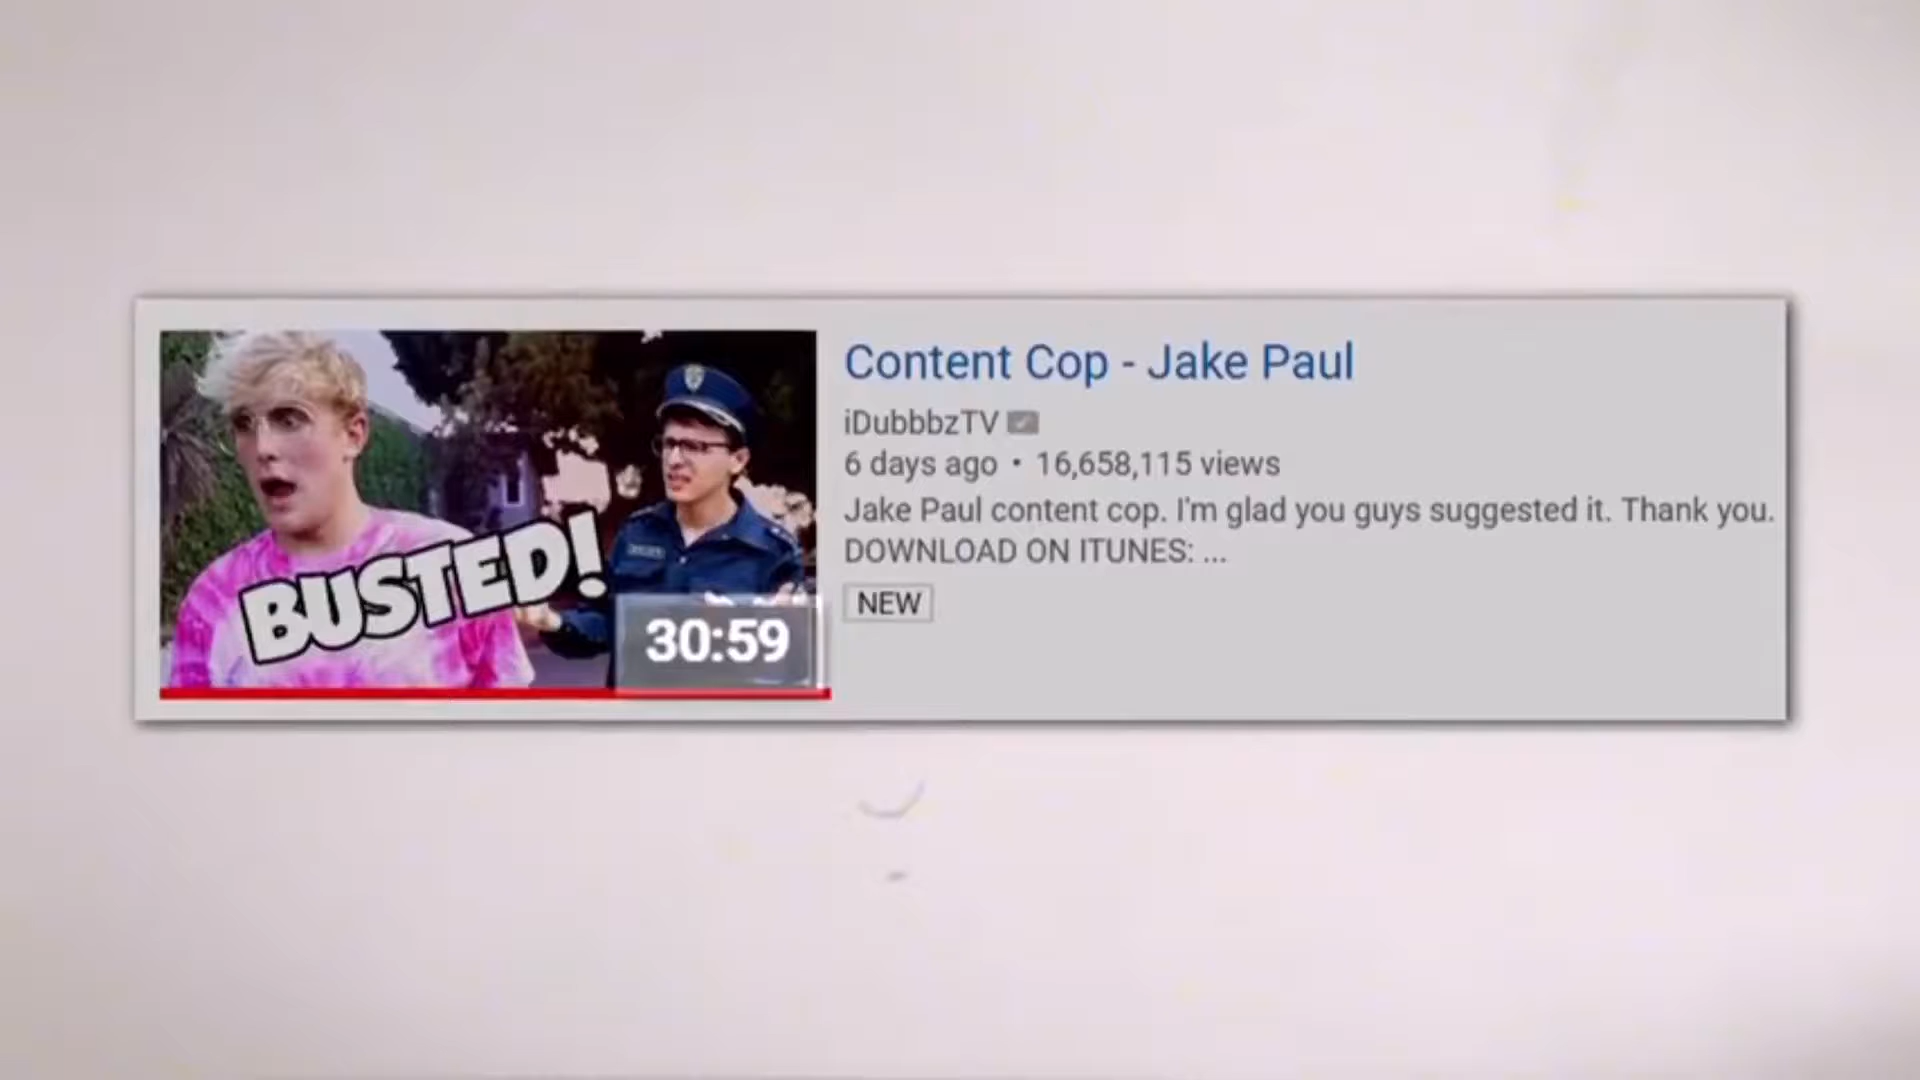 BUSTED!
30:59
Content Cop - Jake Paul
iDubbbzTV
6 days ago • 16,658,115 views
Jake Paul content cop. I'm glad you guys suggested it. Thank you.
DOWNLOAD ON ITUNES: ...
NEW